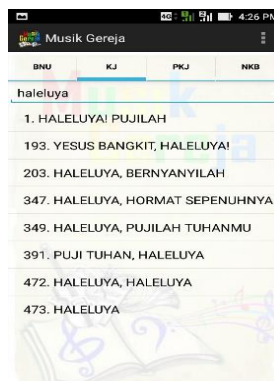 4G 4:26 PM
Musik Gereja
BNU KJ PKJ NKB
haleluya
1. HALELUYA! PUJILAH
193. YESUS BANGKIT, HALELUYA!
203. HALELUYA, BERNYANYILAH
347. HALELUYA, HORMAT SEPENUHNYA
349. HALELUYA, PUJILAH TUHANMU
391. PUJI TUHAN, HALELUYA
472. HALELUYA, HALELUYA
473. HALELUYA